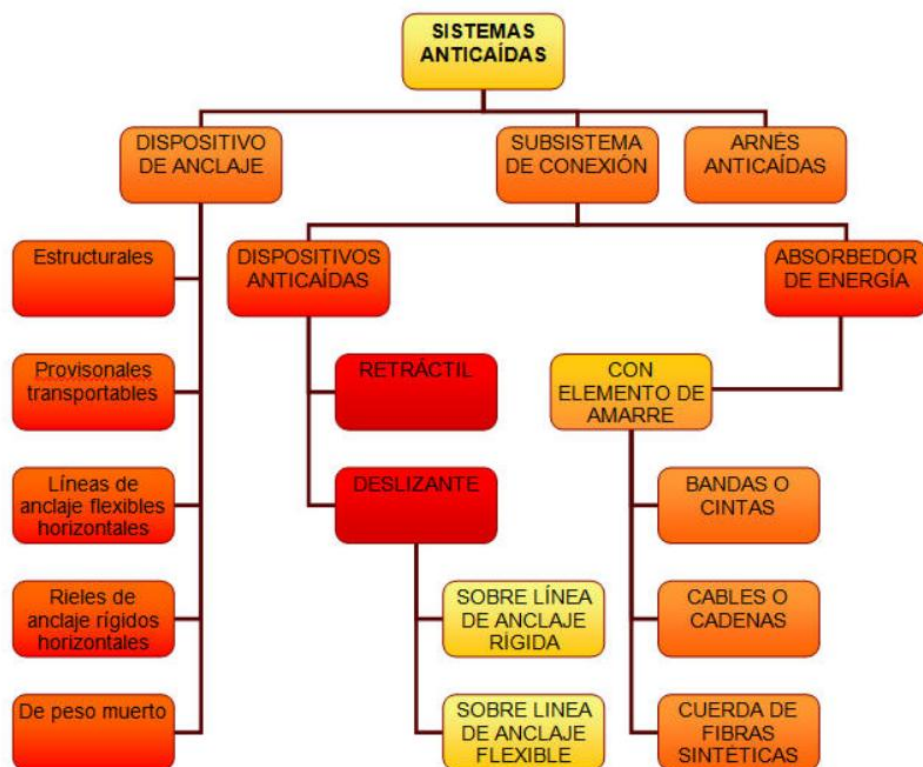 SISTEMAS
ANTICAÍDAS
DISPOSITIVO
DE ANCLAJE
SUBSISTEMA
DE CONEXIÓN
ARNÉS
ANTICAÍDAS
Estructurales
DISPOSITIVOS
ANTICAÍDAS
ABSORBEDOR
DE ENERGÍA
Provisonales
transportables
RETRÁCTIL
CON
ELEMENTO DE
AMARRE
Líneas de
anclaje flexibles
horizontales
DESLIZANTE
BANDAS O
CINTAS
Rieles de
anclaje rígidos
horizontales
SOBRE LÍNEA
DE ANCLAJE
RÍGIDA
CABLES O
CADENAS
De peso muerto
SOBRE LINEA
DE ANCLAJE
FLEXIBLE
CUERDA DE
FIBRAS
SINTÉTICAS